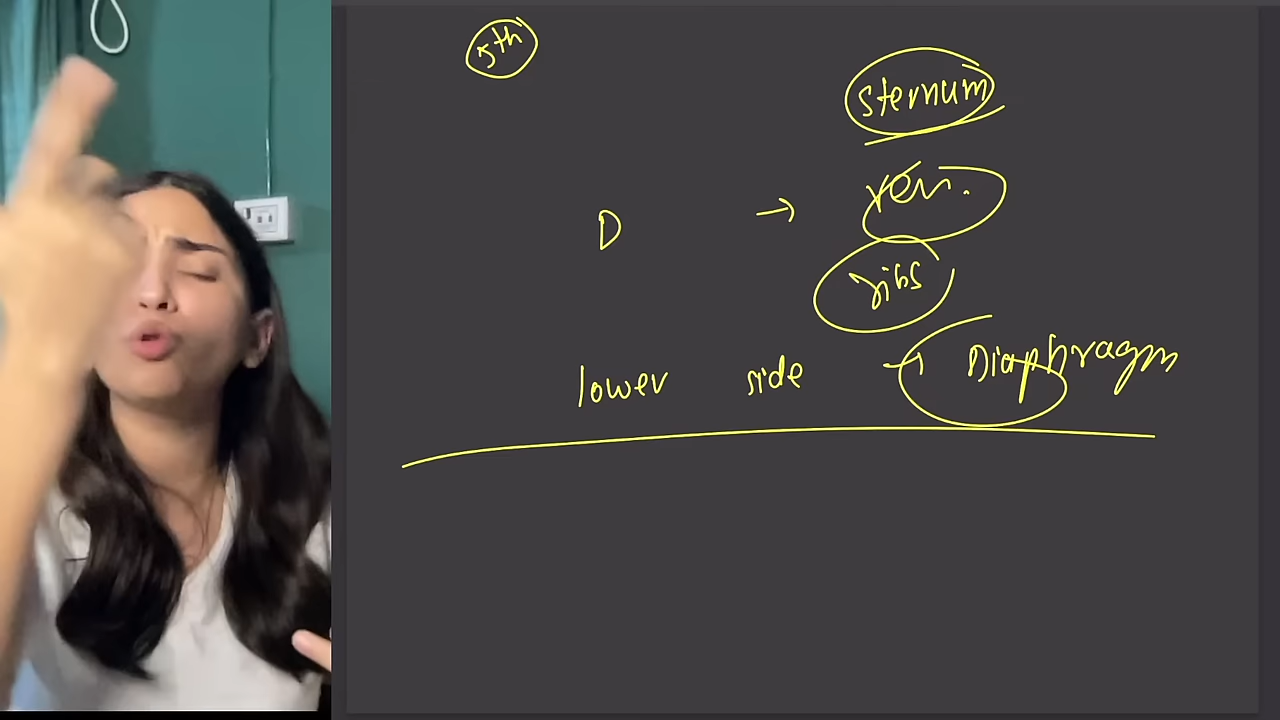 5th
sternum
D →
ribs
lower side → Diaphragm